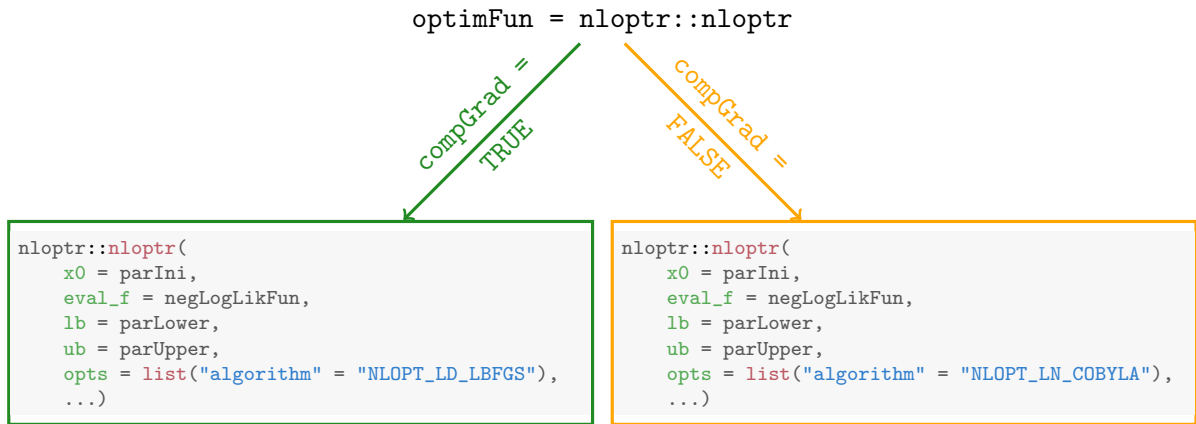 optimFun = nloptr::nloptr
compGrad =
TRUE
compGrad =
FALSE
nloptr::nloptr(
    x0 = parIni,
    eval_f = negLogLikFun,
    lb = parLower,
    ub = parUpper,
    opts = list("algorithm" = "NLOPT_LD_LBFGS"),
    ...)
nloptr::nloptr(
    x0 = parIni,
    eval_f = negLogLikFun,
    lb = parLower,
    ub = parUpper,
    opts = list("algorithm" = "NLOPT_LN_COBYLA"),
    ...)